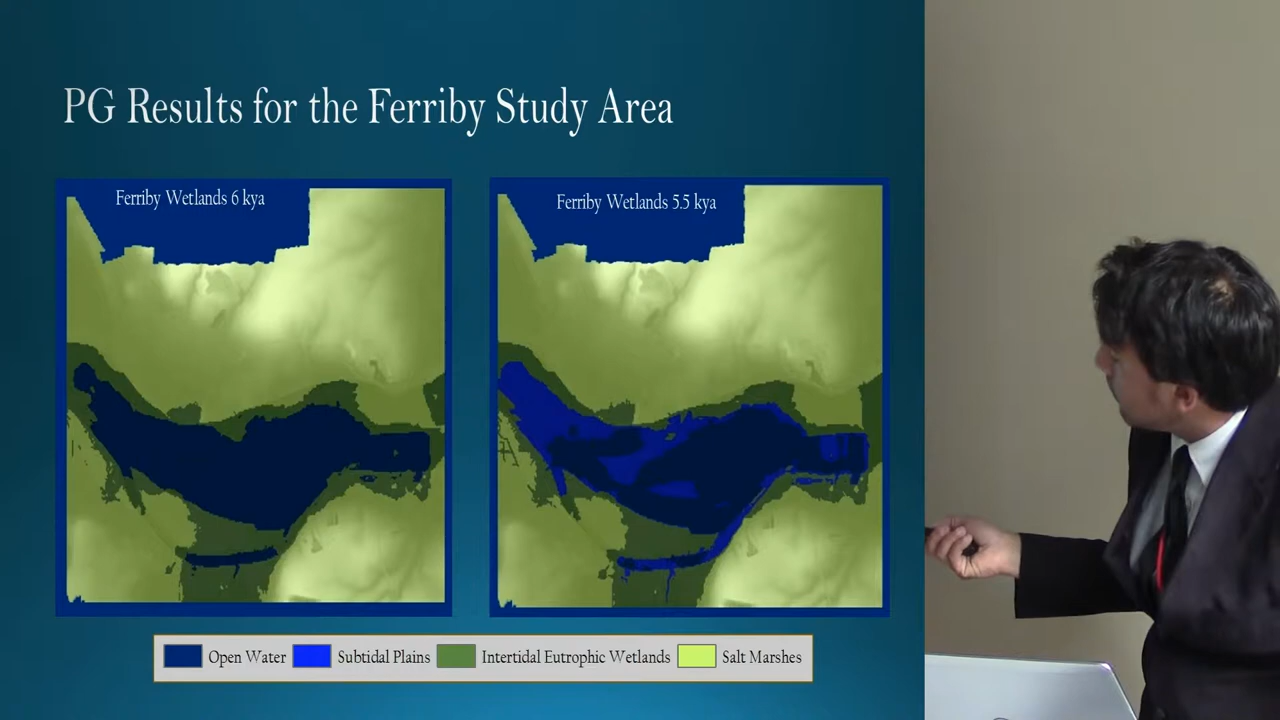 PG Results for the Ferriby Study Area
Ferriby Wetlands 6 kya
Ferriby Wetlands 5.5 kya
Open Water
Subtidal Plains
Intertidal Eutrophic Wetlands
Salt Marshes